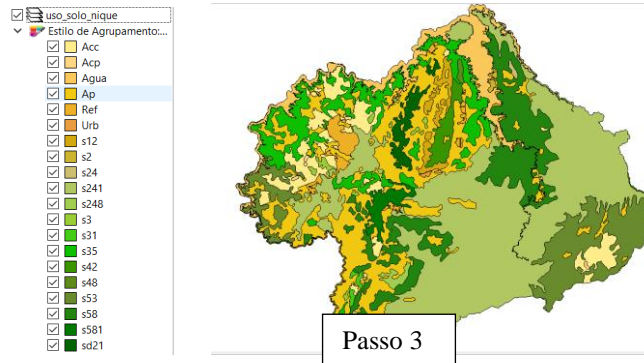 uso_solo_nique
Estilo de Agrupamento:...
Acc
Acp
Agua
Ap
Ref
Urb
s12
s2
s24
s241
s248
s3
s31
s35
s42
s48
s53
s58
s581
sd21
Passo 3